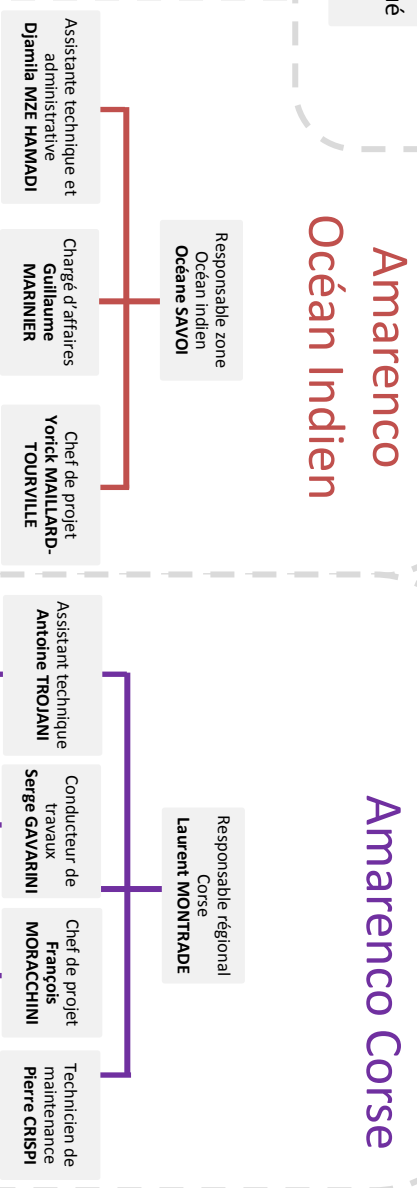 ué
Amarenco
Océan Indien
Responsable zone
Océan indien
Océane SAVOI
Assistante technique et
administrative
Djamila MZE HAMADI
Chargé d'affaires
Guillaume
MARINIER
Chef de projet
Yorick MAILLARD-
TOURVILLE
Amarenco Corse
Responsable régional
Corse
Laurent MONTRADE
Assistant technique
Antoine TROJANI
Conducteur de
travaux
Serge GAVARINI
Chef de projet
François
MORACCHINI
Technicien de
maintenance
Pierre CRISPI